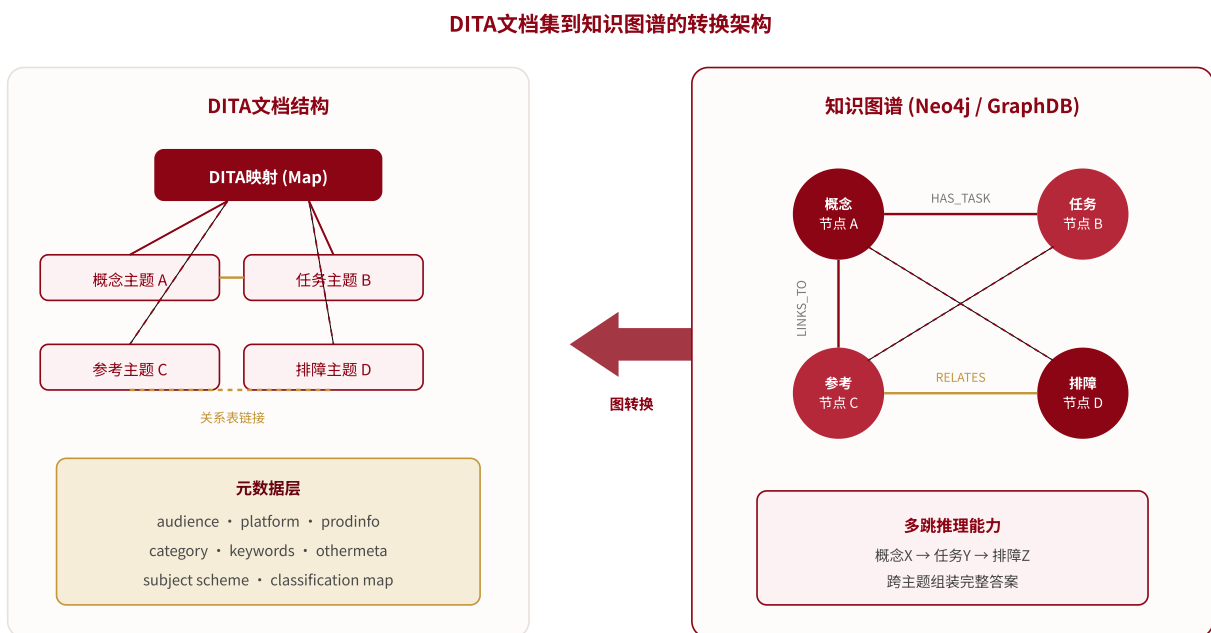 DITA文档集到知识图谱的转换架构
DITA文档结构
DITA映射 (Map)
概念主题 A
任务主题 B
参考主题 C
排障主题 D
关系表链接
元数据层
audience • platform • prodinfo
category • keywords • othermeta
subject scheme • classification map
图转换
知识图谱 (Neo4j / GraphDB)
概念
节点 A
HAS_TASK
任务
节点 B
LINKS_TO
参考
节点 C
RELATES
排障
节点 D
多跳推理能力
概念X → 任务Y → 排障Z
跨主题组装完整答案